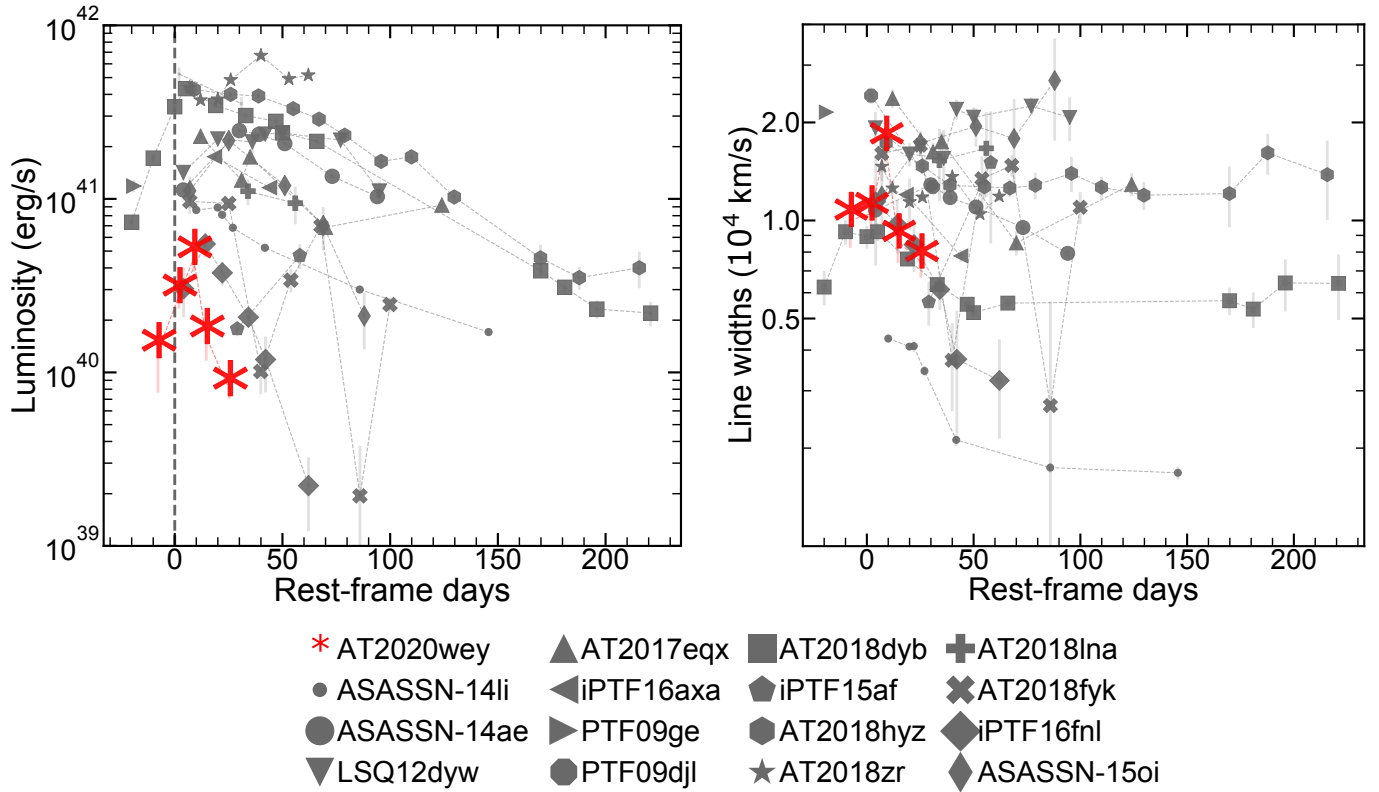 10^42
10^41
10^40
10^39
Luminosity (erg/s)
0 50 100 150 200
Rest-frame days
2.0
1.0
0.5
Line widths (10^4 km/s)
0 50 100 150 200
Rest-frame days
AT2020wey AT2017eqx AT2018dyb AT2018lna
ASASSN-14li iPTF16axa iPTF15af AT2018fyk
ASASSN-14ae PTF09ge AT2018hyz iPTF16fnl
LSQ12dyw PTF09djl AT2018zr ASASSN-15oi